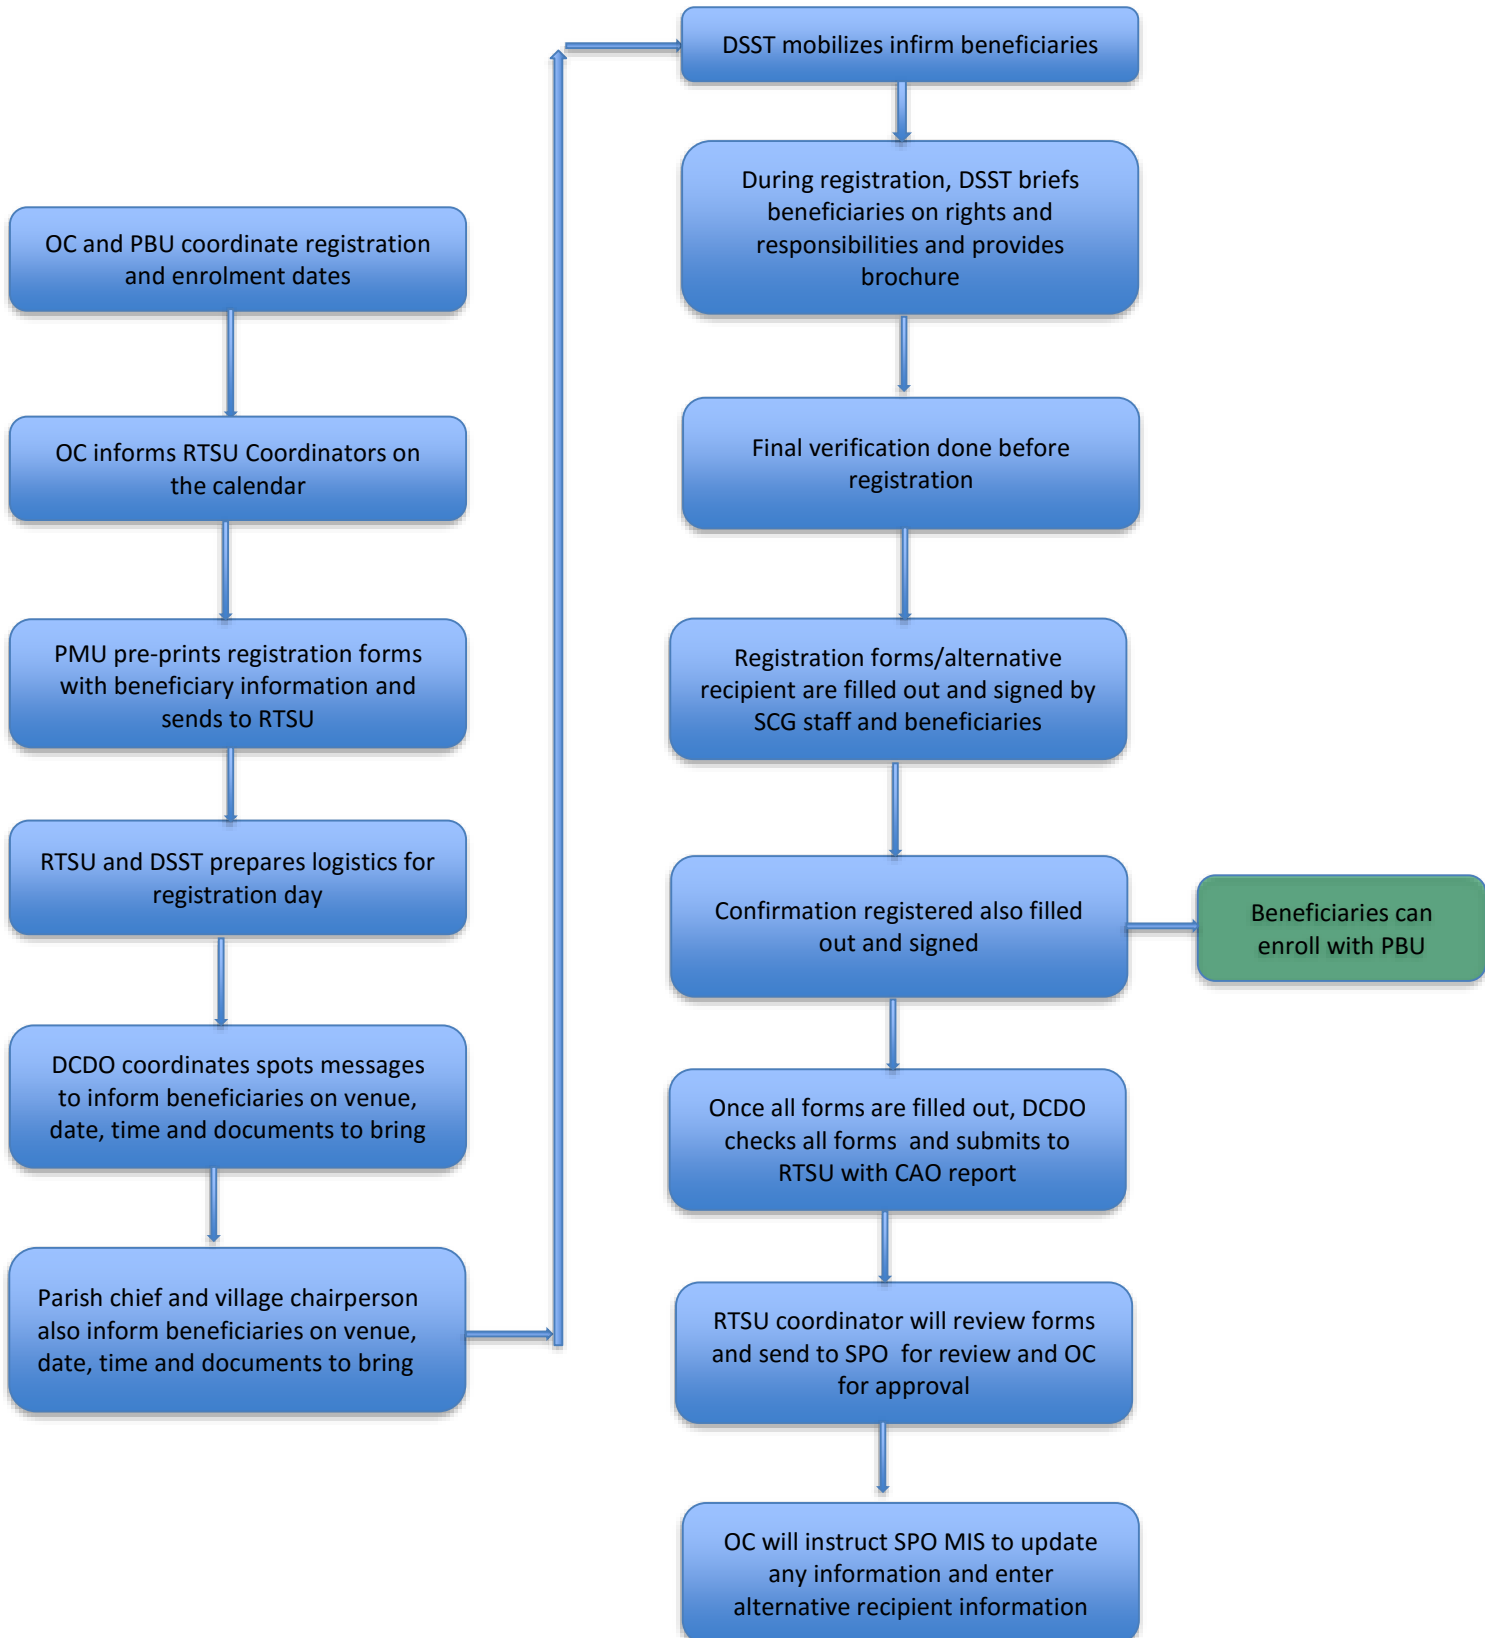 OC and PBU coordinate registration
and enrolment dates
OC informs RTSU Coordinators on
the calendar
PMU pre-prints registration forms
with beneficiary information and
sends to RTSU
RTSU and DSST prepares logistics for
registration day
DCDO coordinates spots messages
to inform beneficiaries on venue,
date, time and documents to bring
Parish chief and village chairperson
also inform beneficiaries on venue,
date, time and documents to bring
DSST mobilizes infirm beneficiaries
During registration, DSST briefs
beneficiaries on rights and
responsibilities and provides
brochure
Final verification done before
registration
Registration forms/alternative
recipient are filled out and signed by
SCG staff and beneficiaries
Confirmation registered also filled
out and signed
Beneficiaries can
enroll with PBU
Once all forms are filled out, DCDO
checks all forms and submits to
RTSU with CAO report
RTSU coordinator will review forms
and send to SPO for review and OC
for approval
OC will instruct SPO MIS to update
any information and enter
alternative recipient information